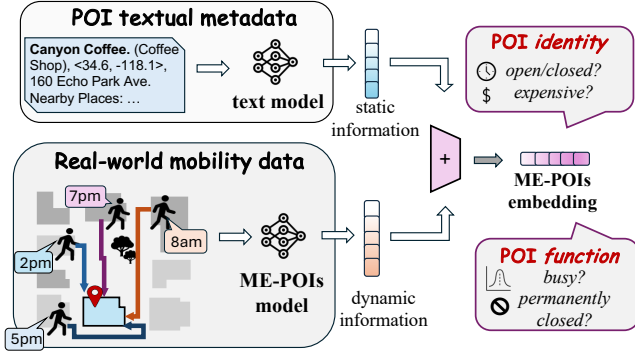 POI textual metadata
Canyon Coffee. (Coffee
Shop), <34.6, -118.1>,
160 Echo Park Ave.
Nearby Places: …
text model
static
information
POI identity
open/closed?
$ expensive?
+
ME-POIs
embedding
Real-world mobility data
7pm
8am
2pm
5pm
ME-POIs
model
dynamic
information
POI function
busy?
permanently
closed?